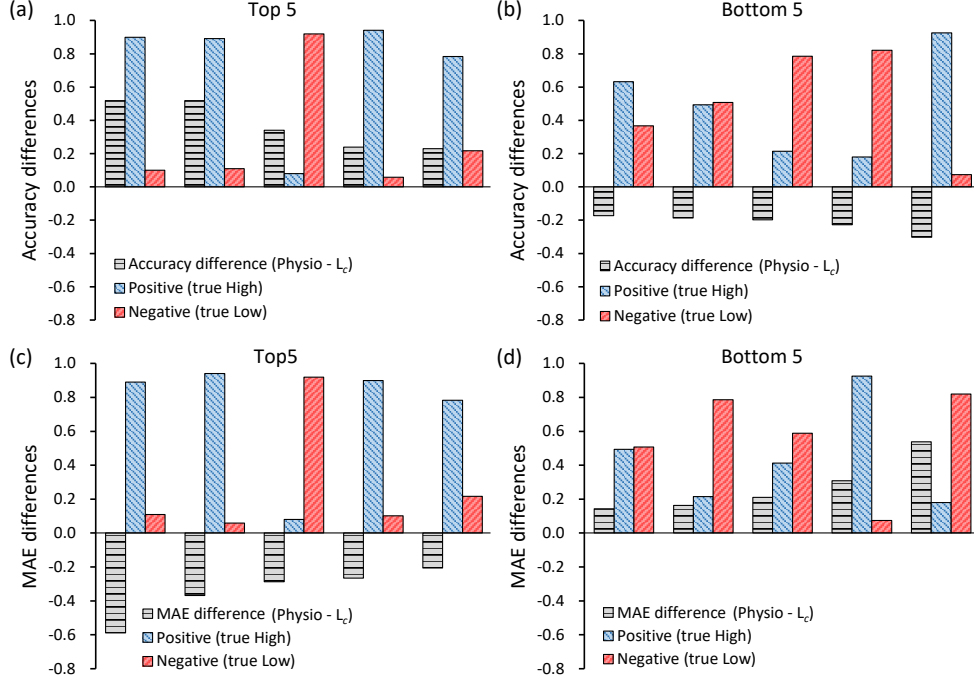 (a)
Top 5
1.0
0.8
0.6
0.4
0.2
0.0
-0.2
-0.4
-0.6
-0.8
Accuracy differences
Accuracy difference (Physio - Lc)
Positive (true High)
Negative (true Low)
(b)
Bottom 5
1.0
0.8
0.6
0.4
0.2
0.0
-0.2
-0.4
-0.6
-0.8
Accuracy differences
Accuracy difference (Physio - Lc)
Positive (true High)
Negative (true Low)
(c)
Top5
1.0
0.8
0.6
0.4
0.2
0.0
-0.2
-0.4
-0.6
-0.8
MAE differences
MAE difference (Physio - Lc)
Positive (true High)
Negative (true Low)
(d)
Bottom 5
1.0
0.8
0.6
0.4
0.2
0.0
-0.2
-0.4
-0.6
-0.8
MAE differences
MAE difference (Physio - Lc)
Positive (true High)
Negative (true Low)